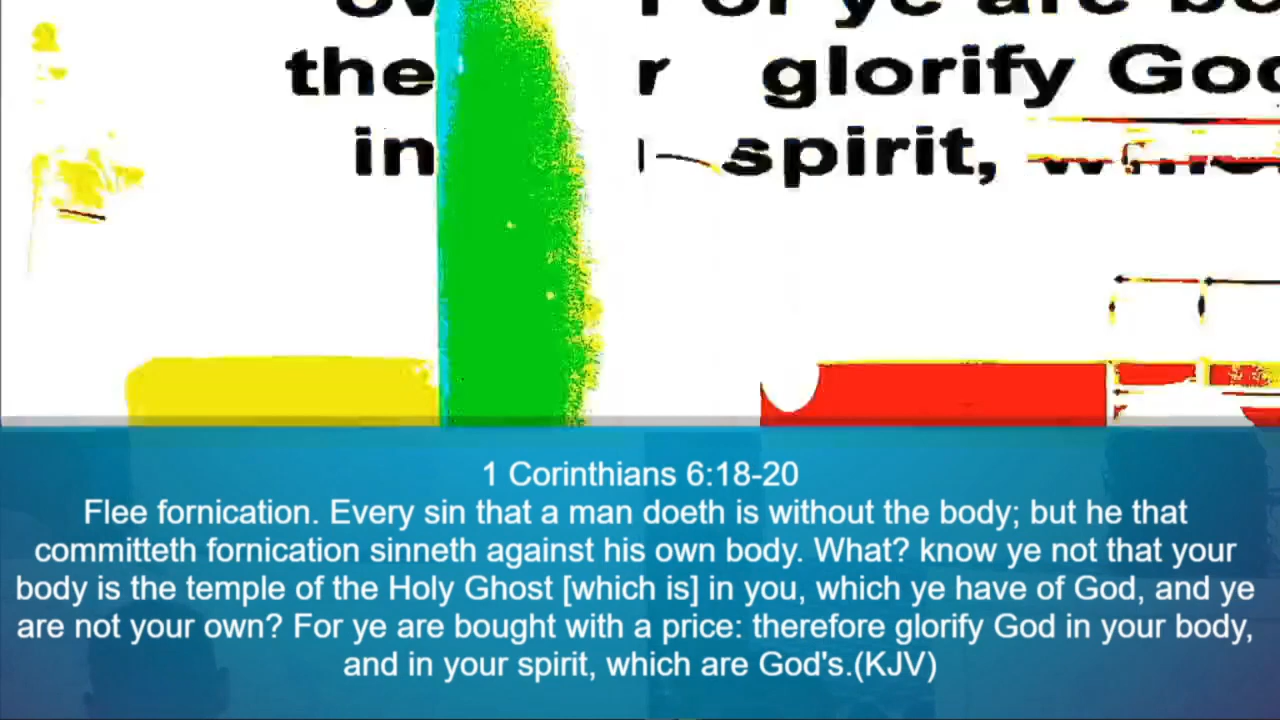 For ye are
the r glorify God
in spirit,
1 Corinthians 6:18-20
Flee fornication. Every sin that a man doeth is without the body; but he that
committeth fornication sinneth against his own body. What? know ye not that your
body is the temple of the Holy Ghost [which is] in you, which ye have of God, and ye
are not your own? For ye are bought with a price: therefore glorify God in your body,
and in your spirit, which are God's.(KJV)